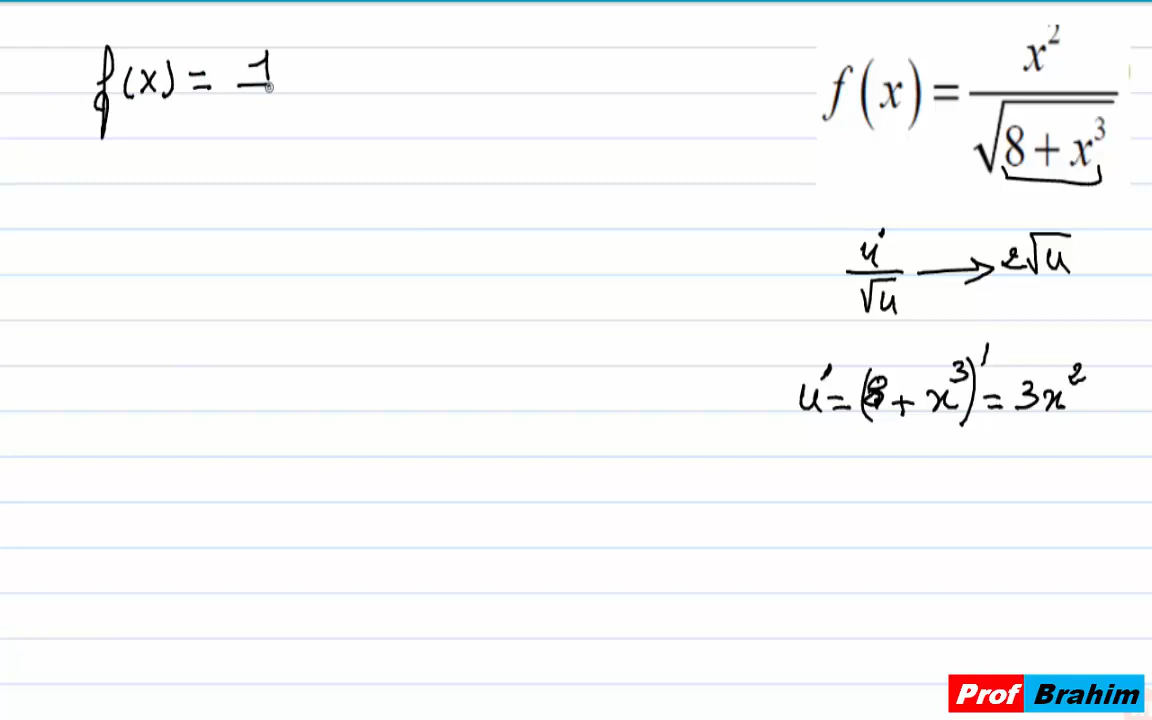 f(x) = 1
f(x) = x² / √(8 + x³)
u' / √u → 2√u
u' = (8 + x³)' = 3x²
Prof Brahim